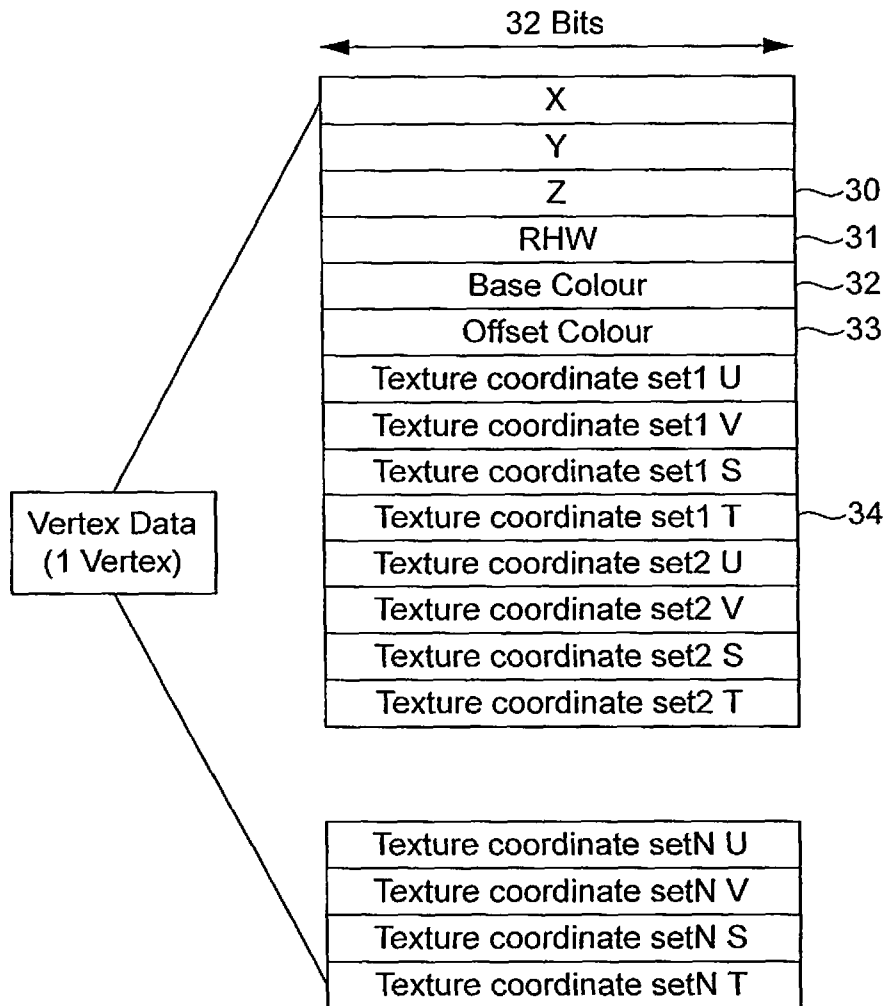 32 Bits
X
Y
Z
30
RHW
31
Base Colour
32
Offset Colour
33
Texture coordinate set1 U
Texture coordinate set1 V
Texture coordinate set1 S
Texture coordinate set1 T
34
Texture coordinate set2 U
Texture coordinate set2 V
Texture coordinate set2 S
Texture coordinate set2 T
Vertex Data
(1 Vertex)
Texture coordinate setN U
Texture coordinate setN V
Texture coordinate setN S
Texture coordinate setN T